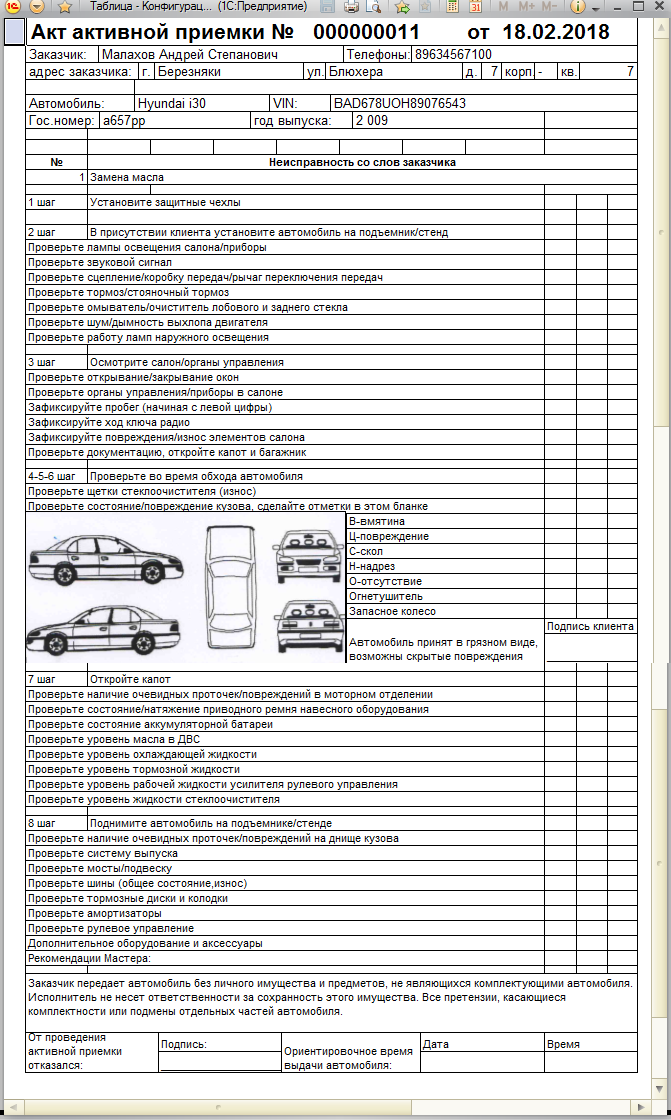 Таблица - Конфигурац... (1С:Предприятие)
M M+ M-
Акт активной приемки № 000000011 от 18.02.2018
Заказчик: Малахов Андрей Степанович Телефоны: 89634567100
адрес заказчика: г. Березняки ул. Блюхера д. 7 корп. - кв. 7
Автомобиль: Hyundai i30 VIN: BAD678UOH89076543
Гос.номер: а657рр год выпуска: 2 009
№ Неисправность со слов заказчика
1 Замена масла
1 шаг Установите защитные чехлы
2 шаг В присутствии клиента установите автомобиль на подъемник/стенд
Проверьте лампы освещения салона/приборы
Проверьте звуковой сигнал
Проверьте сцепление/коробку передач/рычаг переключения передач
Проверьте тормоз/стояночный тормоз
Проверьте омыватель/очиститель лобового и заднего стекла
Проверьте шум/дымность выхлопа двигателя
Проверьте работу ламп наружного освещения
3 шаг Осмотрите салон/органы управления
Проверьте открывание/закрывание окон
Проверьте органы управления/приборы в салоне
Зафиксируйте пробег (начиная с левой цифры)
Зафиксируйте ход ключа радио
Зафиксируйте повреждения/износ элементов салона
Проверьте документацию, откройте капот и багажник
4-5-6 шаг Проверьте во время обхода автомобиля
Проверьте щетки стеклоочистителя (износ)
Проверьте состояние/повреждение кузова, сделайте отметки в этом бланке
В-вмятина
Ц-повреждение
С-скол
Н-надрез
О-отсутствие
Огнетушитель
Запасное колесо
Подпись клиента
Автомобиль принят в грязном виде,
возможны скрытые повреждения
7 шаг Откройте капот
Проверьте наличие очевидных проточек/повреждений в моторном отделении
Проверьте состояние/натяжение приводного ремня навесного оборудования
Проверьте состояние аккумуляторной батареи
Проверьте уровень масла в ДВС
Проверьте уровень охлаждающей жидкости
Проверьте уровень тормозной жидкости
Проверьте уровень рабочей жидкости усилителя рулевого управления
Проверьте уровень жидкости стеклоочистителя
8 шаг Поднимите автомобиль на подъемнике/стенде
Проверьте наличие очевидных проточек/повреждений на днище кузова
Проверьте систему выпуска
Проверьте мосты/подвеску
Проверьте шины (общее состояние,износ)
Проверьте тормозные диски и колодки
Проверьте амортизаторы
Проверьте рулевое управление
Дополнительное оборудование и аксессуары
Рекомендации Мастера:
Заказчик передает автомобиль без личного имущества и предметов, не являющихся комплектующими автомобиля.
Исполнитель не несет ответственности за сохранность этого имущества. Все претензии, касающиеся
комплектности или подмены отдельных частей автомобиля.
От проведения
активной приемки
отказался:
Подпись:
Ориентировочное время
выдачи автомобиля:
Дата
Время